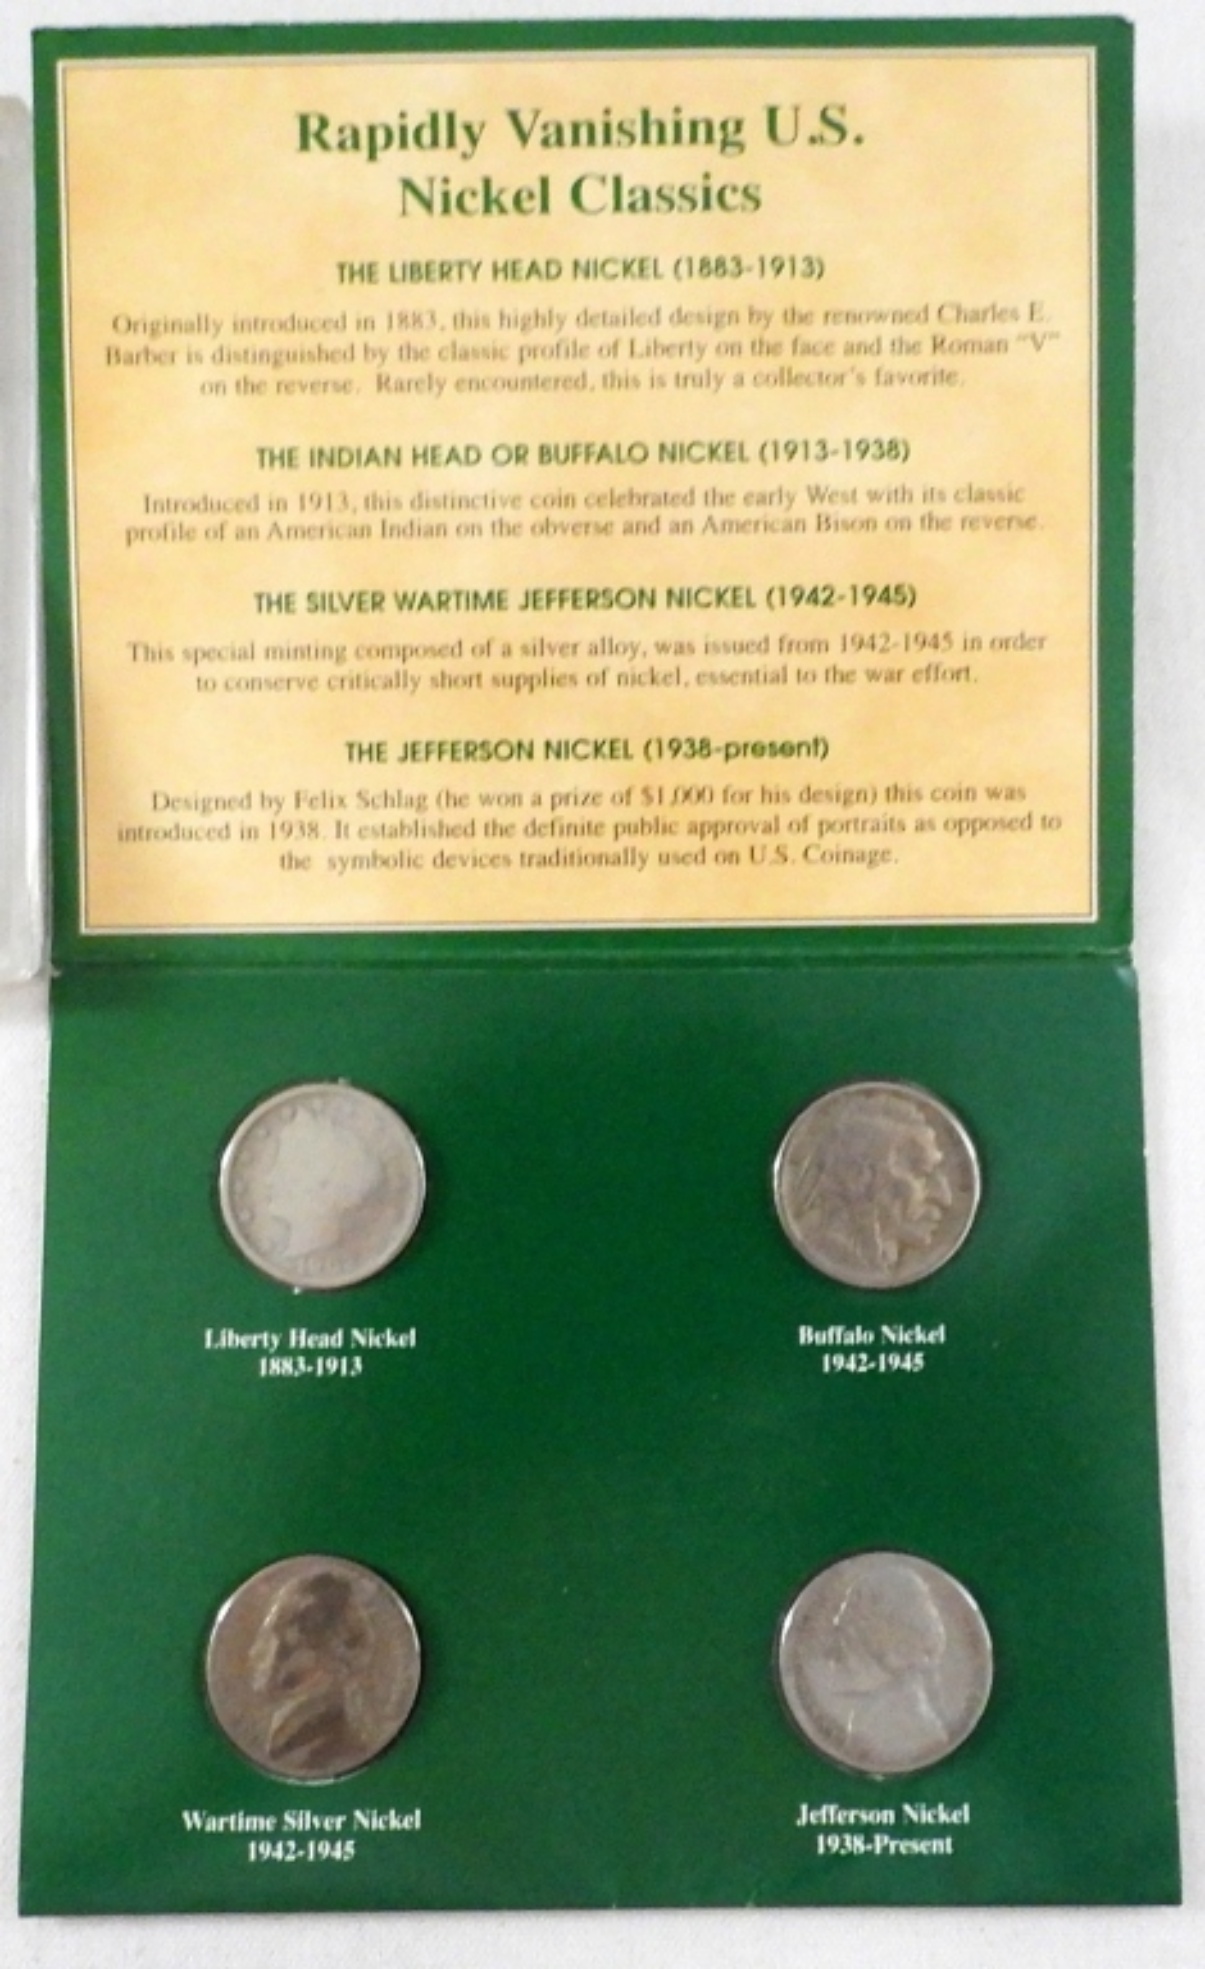 Rapidly Vanishing U.S.
Nickel Classics
THE LIBERTY HEAD NICKEL (1883-1913)
Originally introduced in 1883, this highly detailed design by the renowned Charles E.
Barber is distinguished by the classic profile of Liberty on the face and the Roman "V"
on the reverse. Rarely encountered, this is truly a collector's favorite.
THE INDIAN HEAD OR BUFFALO NICKEL (1913-1938)
Introduced in 1913, this distinctive coin celebrated the early West with its classic
profile of an American Indian on the obverse and an American Bison on the reverse.
THE SILVER WARTIME JEFFERSON NICKEL (1942-1945)
This special minting composed of a silver alloy, was issued from 1942-1945 in order
to conserve critically short supplies of nickel, essential to the war effort.
THE JEFFERSON NICKEL (1938-present)
Designed by Felix Schlag (he won a prize of $1,000 for his design) this coin was
introduced in 1938. It established the definite public approval of portraits as opposed to
the symbolic devices traditionally used on U.S. Coinage.
Liberty Head Nickel
1883-1913
Buffalo Nickel
1942-1945
Wartime Silver Nickel
1942-1945
Jefferson Nickel
1938-Present